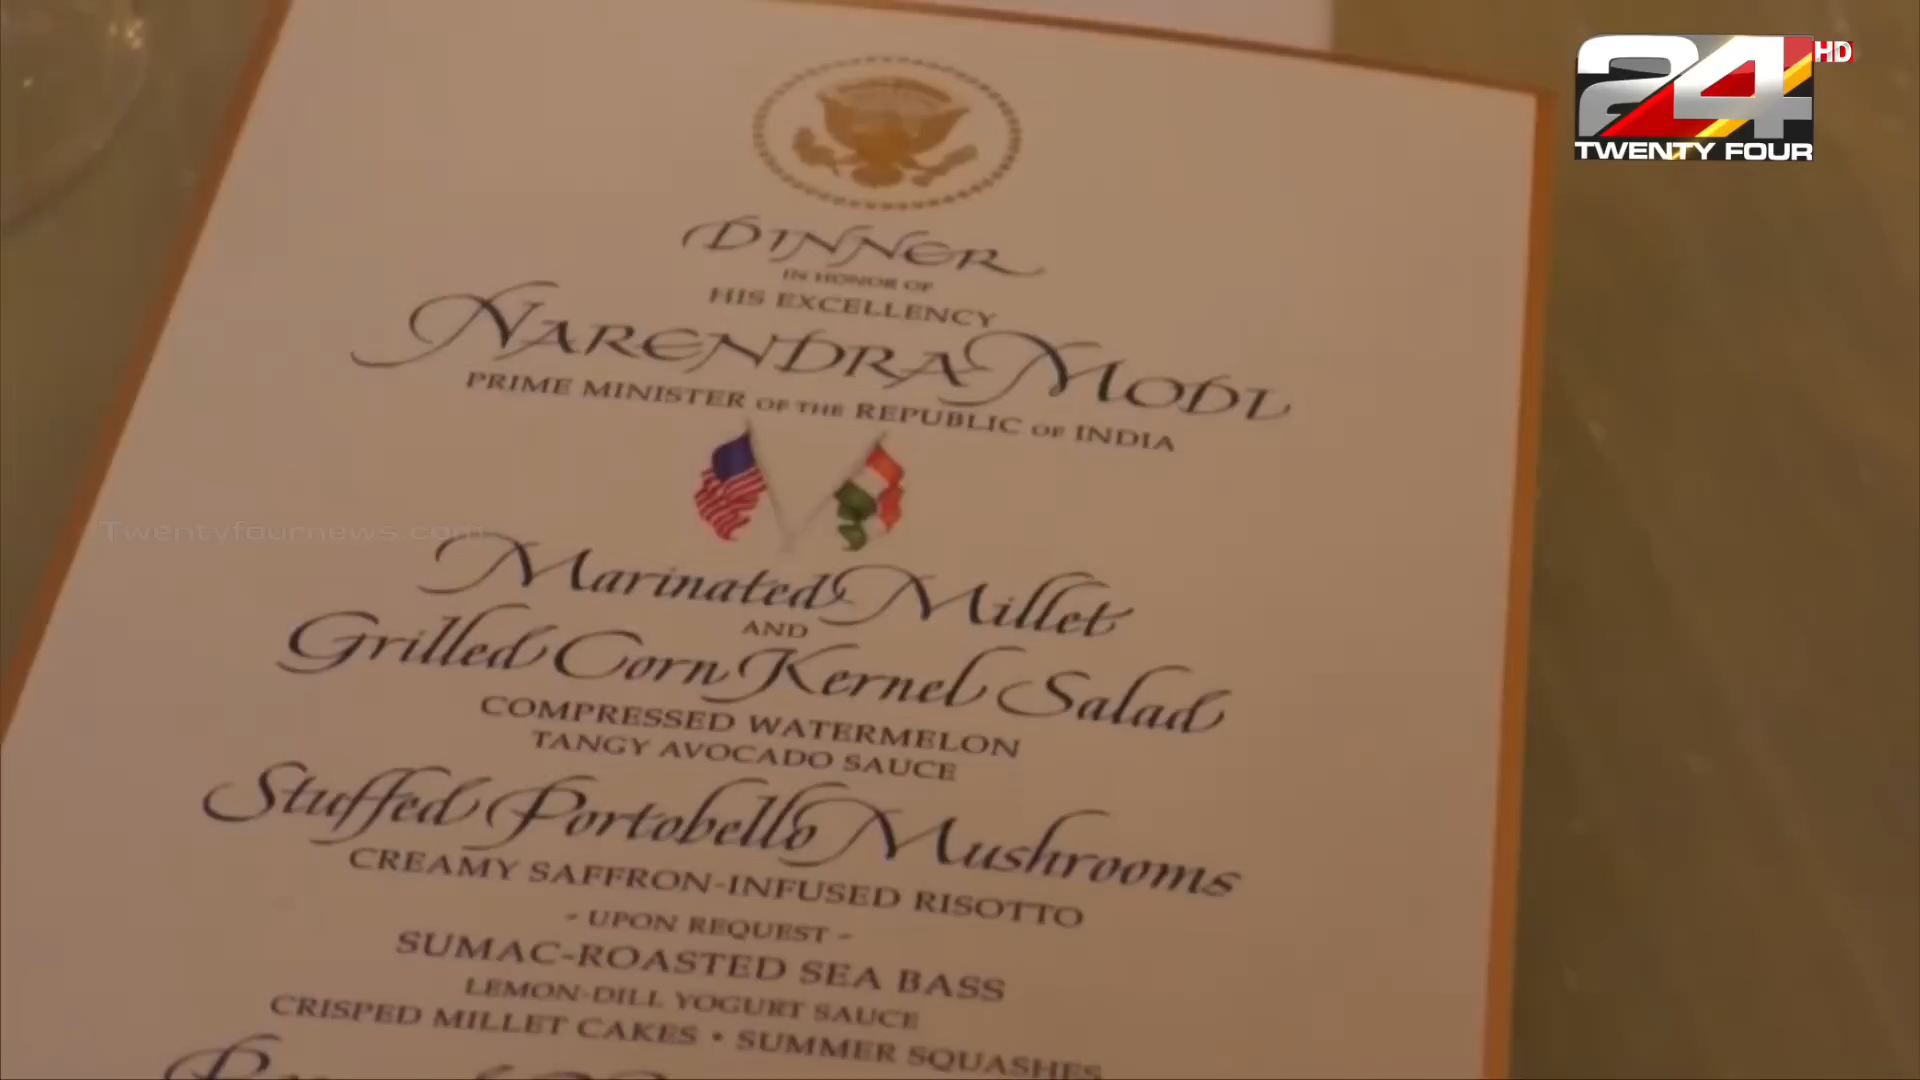 24 HD
TWENTY FOUR
DINNER
IN HONOR OF
HIS EXCELLENCY
NARENDRA MODI
PRIME MINISTER OF THE REPUBLIC OF INDIA
Twentyfournews.com
Marinated Millet
AND
Grilled Corn Kernel Salad
COMPRESSED WATERMELON
TANGY AVOCADO SAUCE
Stuffed Portobello Mushrooms
CREAMY SAFFRON-INFUSED RISOTTO
- UPON REQUEST -
SUMAC-ROASTED SEA BASS
LEMON-DILL YOGURT SAUCE
CRISPED MILLET CAKES • SUMMER SQUASHES